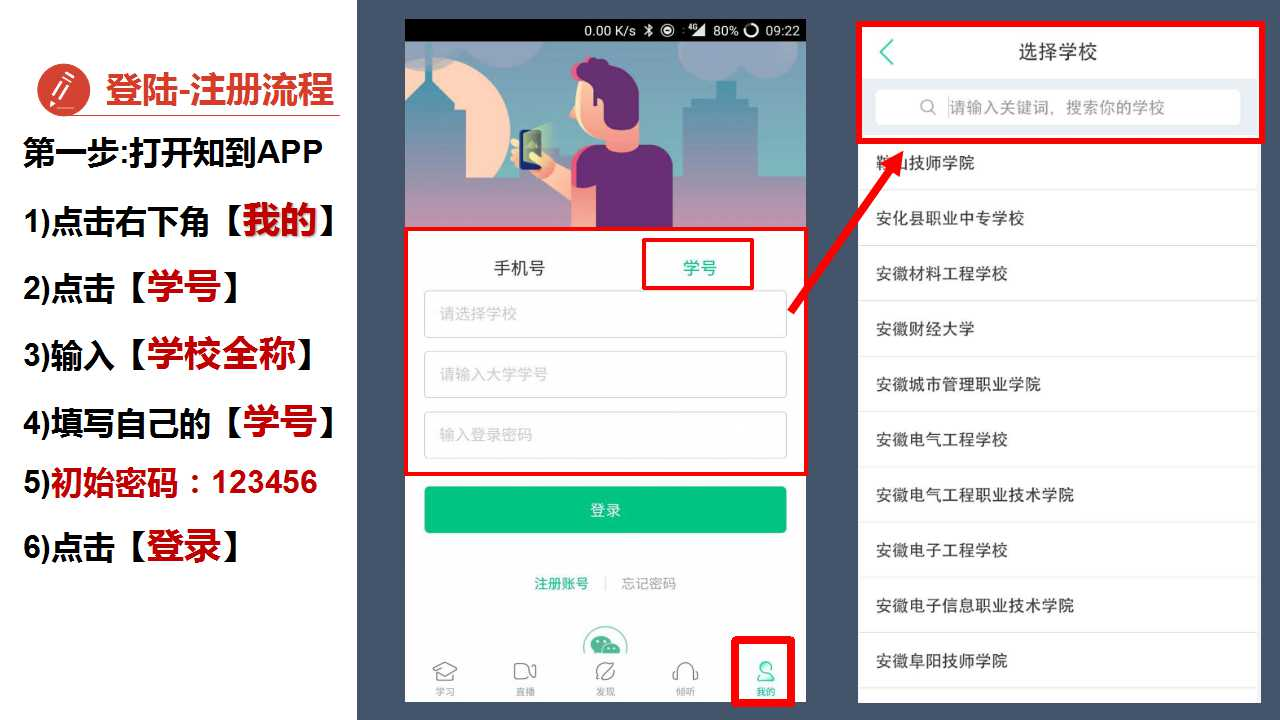 登陆-注册流程
第一步:打开知到APP
1)点击右下角【我的】
2)点击【学号】
3)输入【学校全称】
4)填写自己的【学号】
5)初始密码：123456
6)点击【登录】
0.00 K/s 4G 80% 09:22
手机号 学号
请选择学校
请输入大学学号
输入登录密码
登录
注册账号 忘记密码
学习 直播 发现 倾听 我的
选择学校
请输入关键词，搜索你的学校
山技师学院
安化县职业中专学校
安徽材料工程学校
安徽财经大学
安徽城市管理职业学院
安徽电气工程学校
安徽电气工程职业技术学院
安徽电子工程学校
安徽电子信息职业技术学院
安徽阜阳技师学院